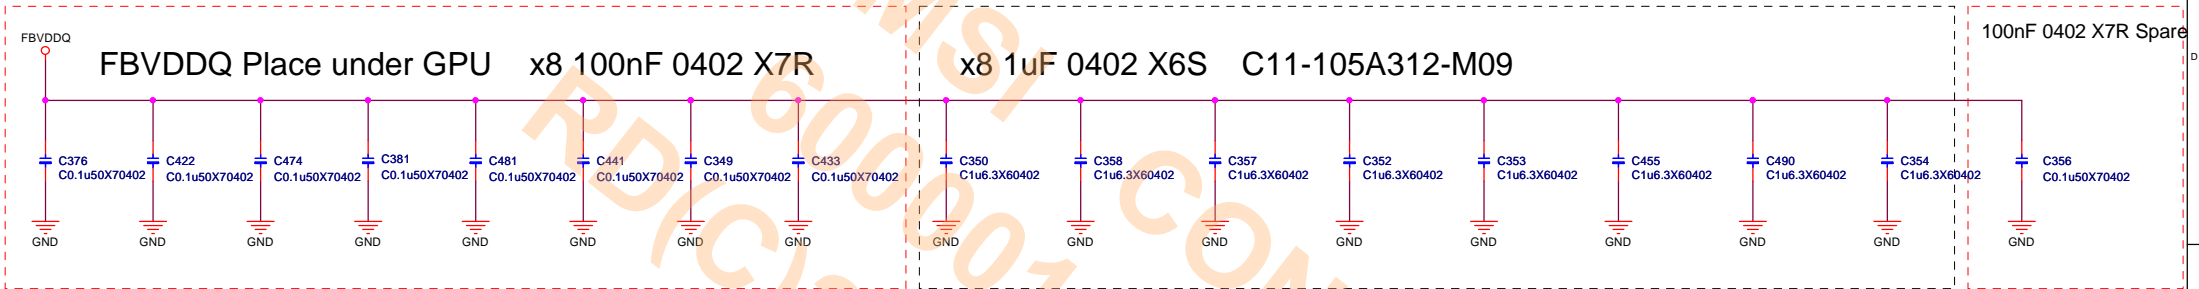 FBVDDQ
FBVDDQ Place under GPU x8 100nF 0402 X7R
x8 1uF 0402 X6S C11-105A312-M09
100nF 0402 X7R Spare
D
C376
C0.1u50X70402
GND
C422
C0.1u50X70402
GND
C474
C0.1u50X70402
GND
C381
C0.1u50X70402
GND
C481
C0.1u50X70402
GND
C441
C0.1u50X70402
GND
C349
C0.1u50X70402
GND
C433
C0.1u50X70402
GND
C350
C1u6.3X60402
GND
C358
C1u6.3X60402
GND
C357
C1u6.3X60402
GND
C352
C1u6.3X60402
GND
C353
C1u6.3X60402
GND
C455
C1u6.3X60402
GND
C490
C1u6.3X60402
GND
C354
C1u6.3X60402
GND
C356
C0.1u50X70402
GND
MSI CON
6000001
RD(C)